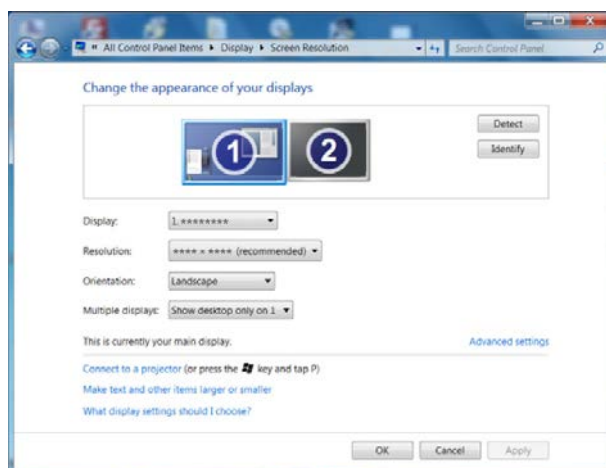 « All Control Panel Items ▸ Display ▸ Screen Resolution
Search Control Panel
Change the appearance of your displays
1
2
Detect
Identify
Display: 1. ********
Resolution: **** × **** (recommended)
Orientation: Landscape
Multiple displays: Show desktop only on 1
This is currently your main display.
Advanced settings
Connect to a projector (or press the key and tap P)
Make text and other items larger or smaller
What display settings should I choose?
OK Cancel Apply